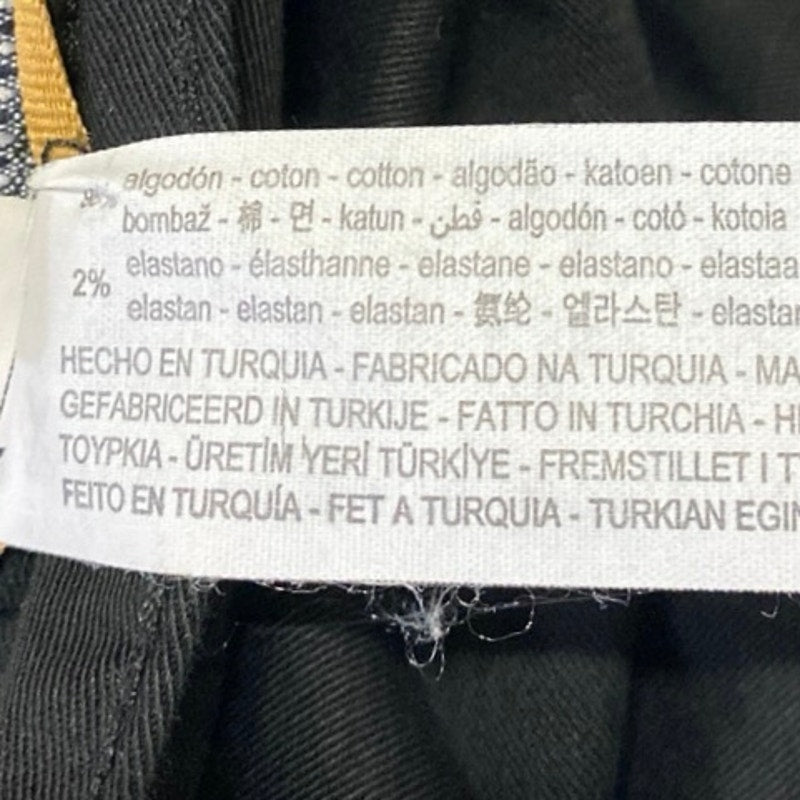 98% algodón - coton - cotton - algodão - katoen - cotone
bombaž - 棉 - 면 - katun - قطن - algodón - cotó - kotoia
2% elastano - élasthanne - elastane - elastano - elastaa
elastan - elastan - elastan - 氨纶 - 엘라스탄 - elastan
HECHO EN TURQUIA - FABRICADO NA TURQUIA - MA
GEFABRICEERD IN TURKIJE - FATTO IN TURCHIA -
ΤΟΥΡΚΙΑ - ÜRETİM YERİ TÜRKİYE - FREMSTILLET I T
FEITO EN TURQUÍA - FET A TURQUIA - TURKIAN EGIN